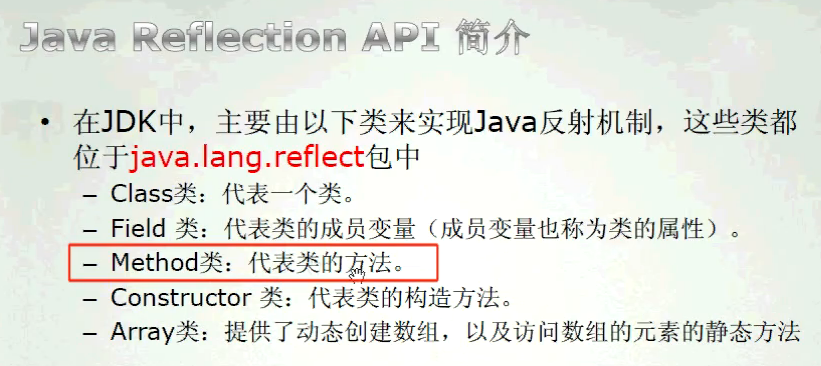 Java Reflection API 简介
• 在JDK中，主要由以下类来实现Java反射机制，这些类都
位于java.lang.reflect包中
– Class类：代表一个类。
– Field 类：代表类的成员变量（成员变量也称为类的属性）。
– Method类：代表类的方法。
– Constructor 类：代表类的构造方法。
– Array类：提供了动态创建数组，以及访问数组的元素的静态方法